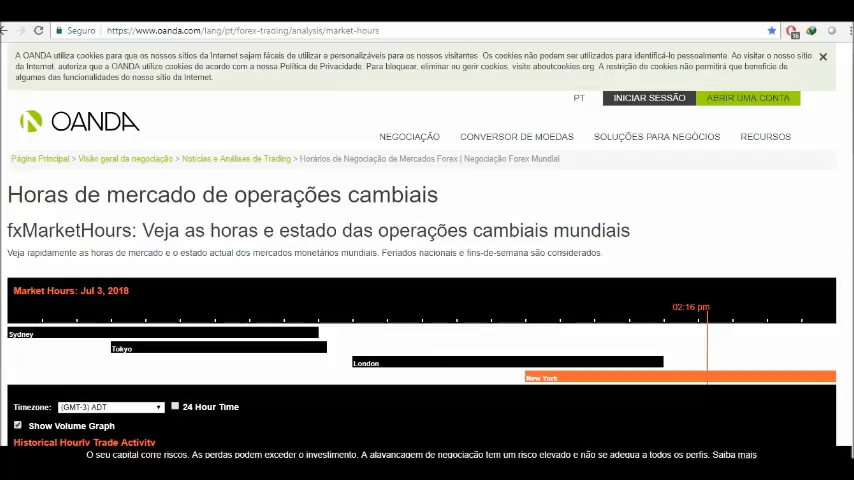 Seguro
https://www.oanda.com/lang/pt/forex-trading/analysis/market-hours
A OANDA utiliza cookies para que os nossos sítios da Internet sejam fáceis de utilizar e personalizáveis para os nossos visitantes. Os cookies não podem ser utilizados para identificá-lo pessoalmente. Ao visitar o nosso sítio
da Internet, autoriza que a OANDA utilize cookies de acordo com a nossa Política de Privacidade. Para bloquear, eliminar ou gerir cookies, visite aboutcookies.org. A restrição de cookies não permitirá que beneficie de
algumas das funcionalidades do nosso sítio da Internet.
PT INICIAR SESSÃO ABRIR UMA CONTA
OANDA
NEGOCIAÇÃO CONVERSOR DE MOEDAS SOLUÇÕES PARA NEGÓCIOS RECURSOS
Página Principal > Visão geral da negociação > Notícias e Análises de Trading > Horários de Negociação de Mercados Forex | Negociação Forex Mundial
Horas de mercado de operações cambiais
fxMarketHours: Veja as horas e estado das operações cambiais mundiais
Veja rapidamente as horas de mercado e o estado actual dos mercados monetários mundiais. Feriados nacionais e fins-de-semana são considerados.
Market Hours: Jul 3, 2018
02:16 pm
Sydney
Tokyo
London
New York
Timezone: (GMT-3) ADT 24 Hour Time
Show Volume Graph
Historical Hourly Trade Activity
O seu capital corre riscos. As perdas podem exceder o investimento. A alavancagem de negociação tem um risco elevado e não se adequa a todos os perfis. Saiba mais